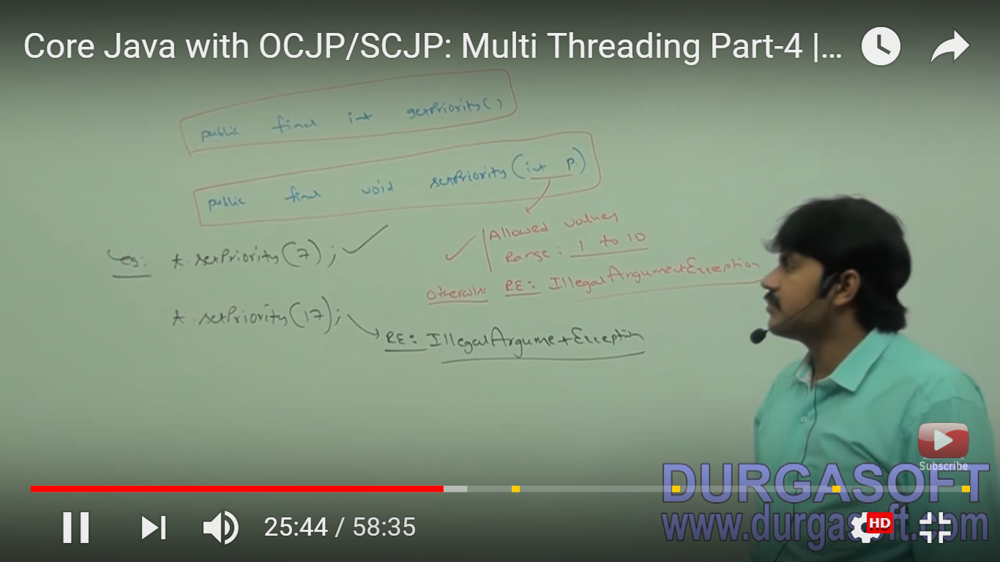 Core Java with OCJP/SCJP: Multi Threading Part-4 |...
public final int getPriority()
public final void setPriority(int p)
Allowed values
Range: 1 to 10
eg: t.setPriority(7);
Otherwise RE: IllegalArgumentException
t.setPriority(17);
RE: IllegalArgumentException
Subscribe
DURGASOFT
www.durgasoft.com
25:44 / 58:35
HD